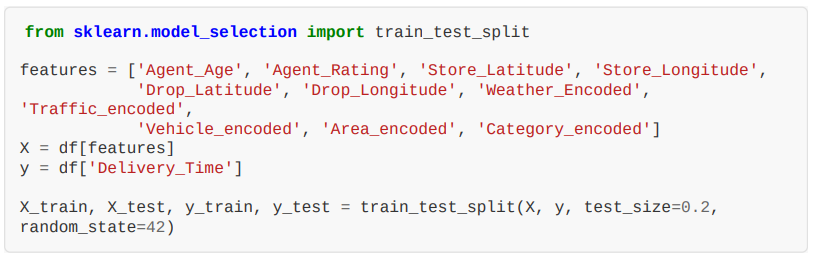 from sklearn.model_selection import train_test_split
features = ['Agent_Age', 'Agent_Rating', 'Store_Latitude', 'Store_Longitude',
'Drop_Latitude', 'Drop_Longitude', 'Weather_Encoded',
'Traffic_encoded',
'Vehicle_encoded', 'Area_encoded', 'Category_encoded']
X = df[features]
y = df['Delivery_Time']
X_train, X_test, y_train, y_test = train_test_split(X, y, test_size=0.2,
random_state=42)